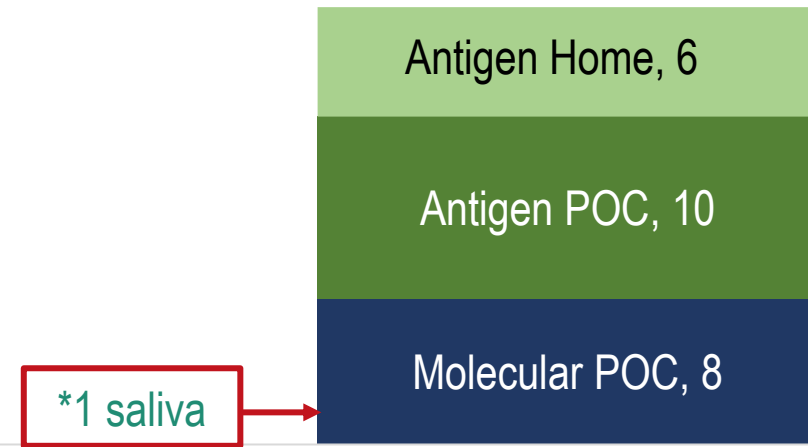 Antigen Home, 6
Antigen POC, 10
Molecular POC, 8
*1 saliva